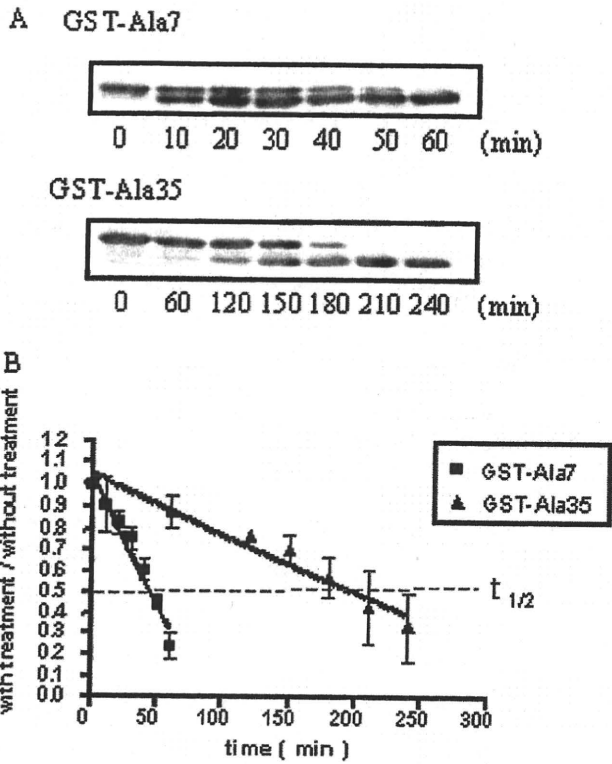 A GST-Ala7
0 10 20 30 40 50 60 (min)
GST-Ala35
0 60 120 150 180 210 240 (min)
B
with treatment / without treatment
1.2
1.0
0.9
0.8
0.7
0.6
0.5
0.4
0.3
0.2
0.1
0.0
GST-Ala7
GST-Ala35
t 1/2
0 50 100 150 200 250 300
time ( min )